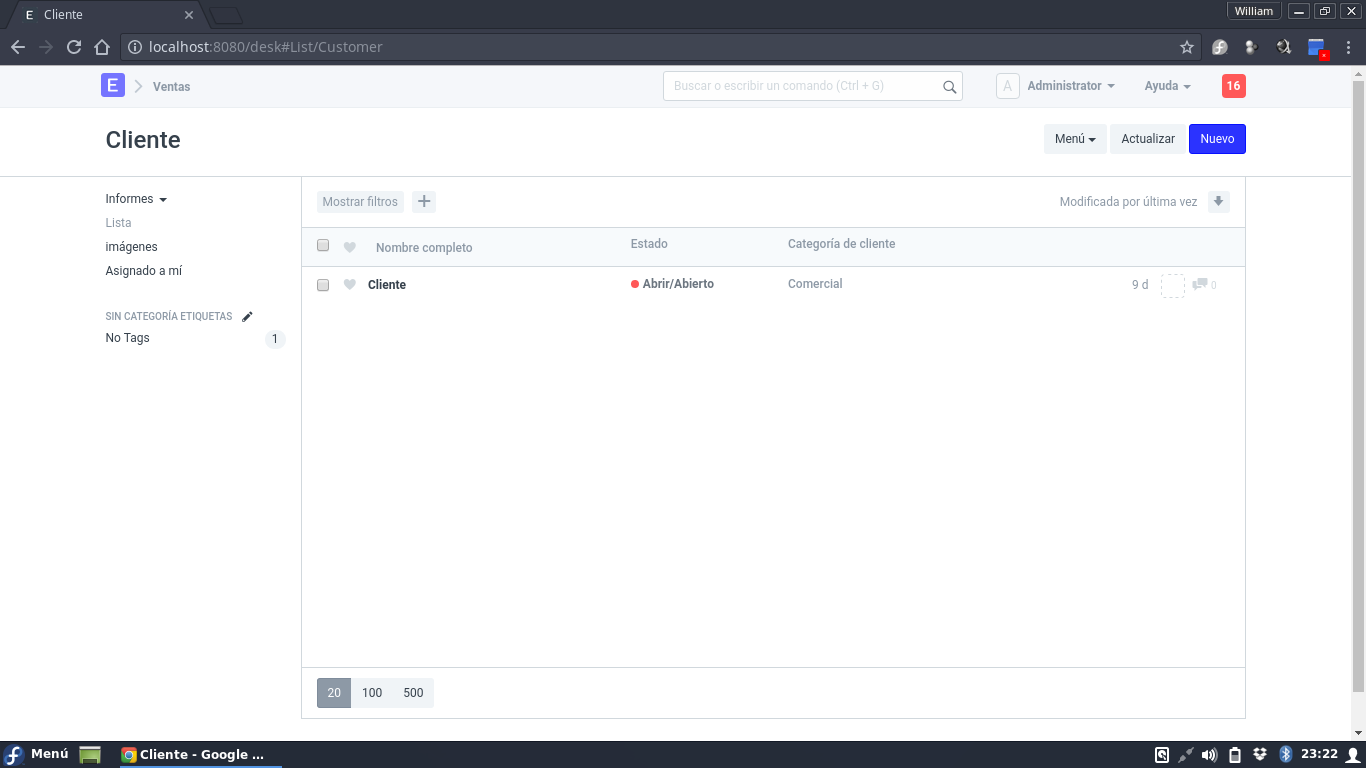 E Cliente
William
localhost:8080/desk#List/Customer
E Ventas
Buscar o escribir un comando (Ctrl + G)
A Administrator
Ayuda
16
Cliente
Menú
Actualizar
Nuevo
Informes
Lista
imágenes
Asignado a mí
SIN CATEGORÍA ETIQUETAS
No Tags 1
Mostrar filtros
Modificada por última vez
Nombre completo Estado Categoría de cliente
Cliente Abrir/Abierto Comercial 9 d 0
20 100 500
Menú
Cliente - Google ...
23:22